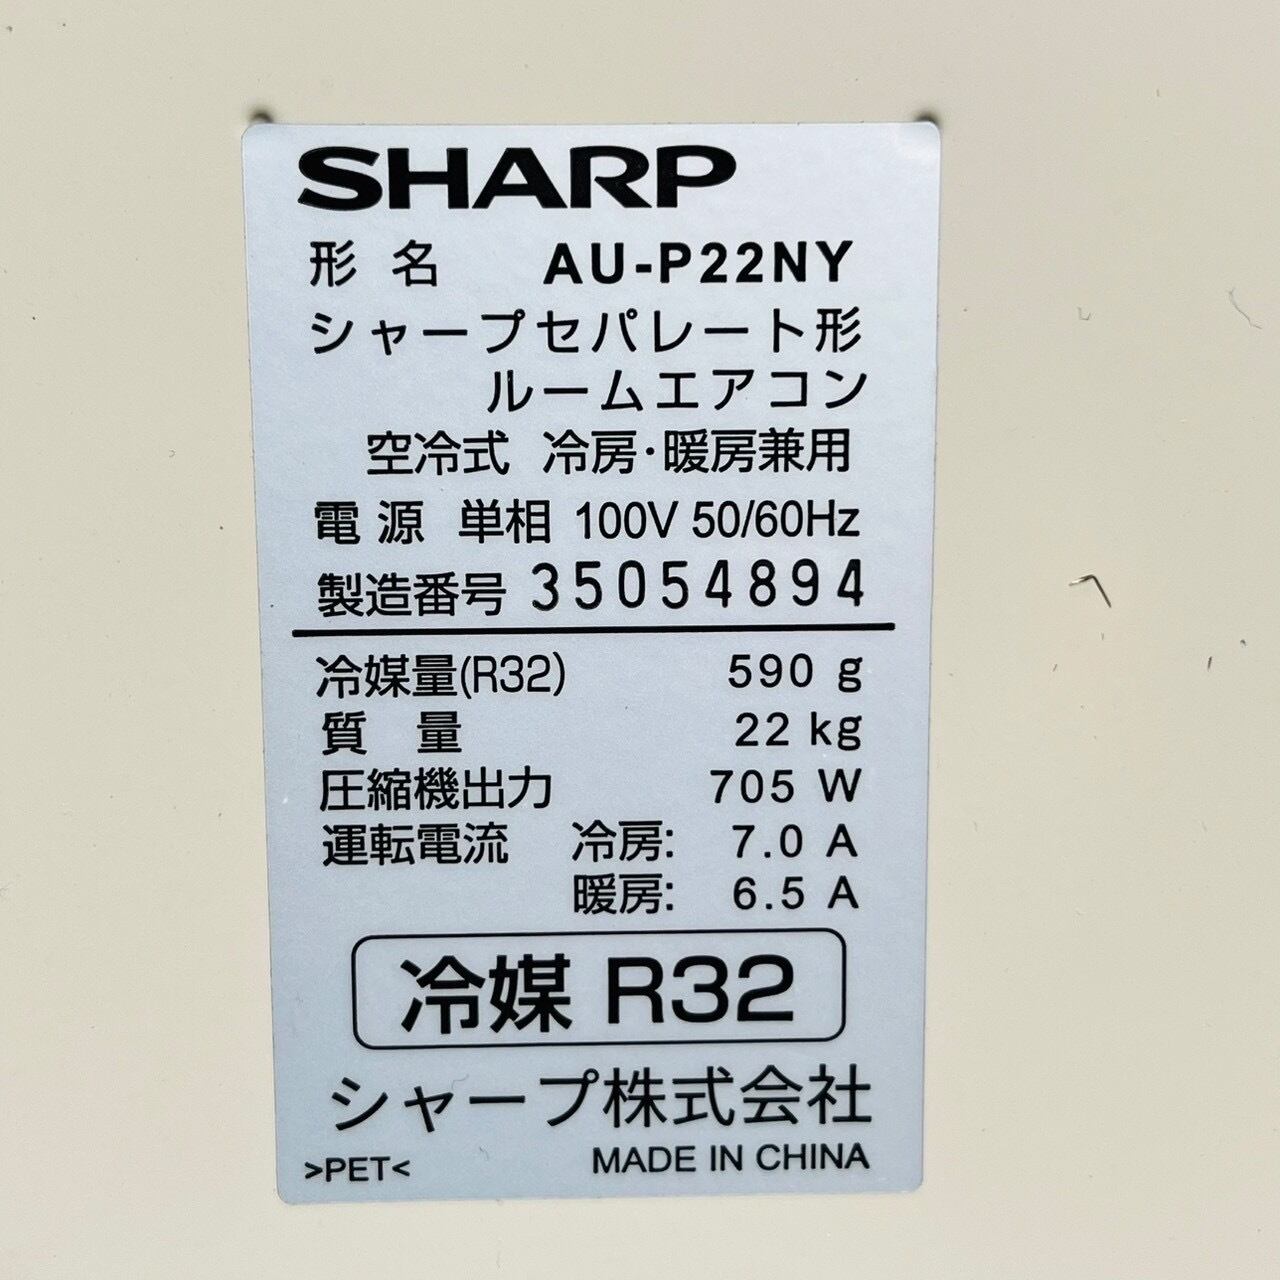 SHARP
形名 AU-P22NY
シャープセパレート形
ルームエアコン
空冷式 冷房・暖房兼用
電源 単相 100V 50/60Hz
製造番号 35054894
冷媒量(R32) 590 g
質量 22 kg
圧縮機出力 705 W
運転電流 冷房: 7.0 A
暖房: 6.5 A
冷媒 R32
シャープ株式会社
>PET< MADE IN CHINA